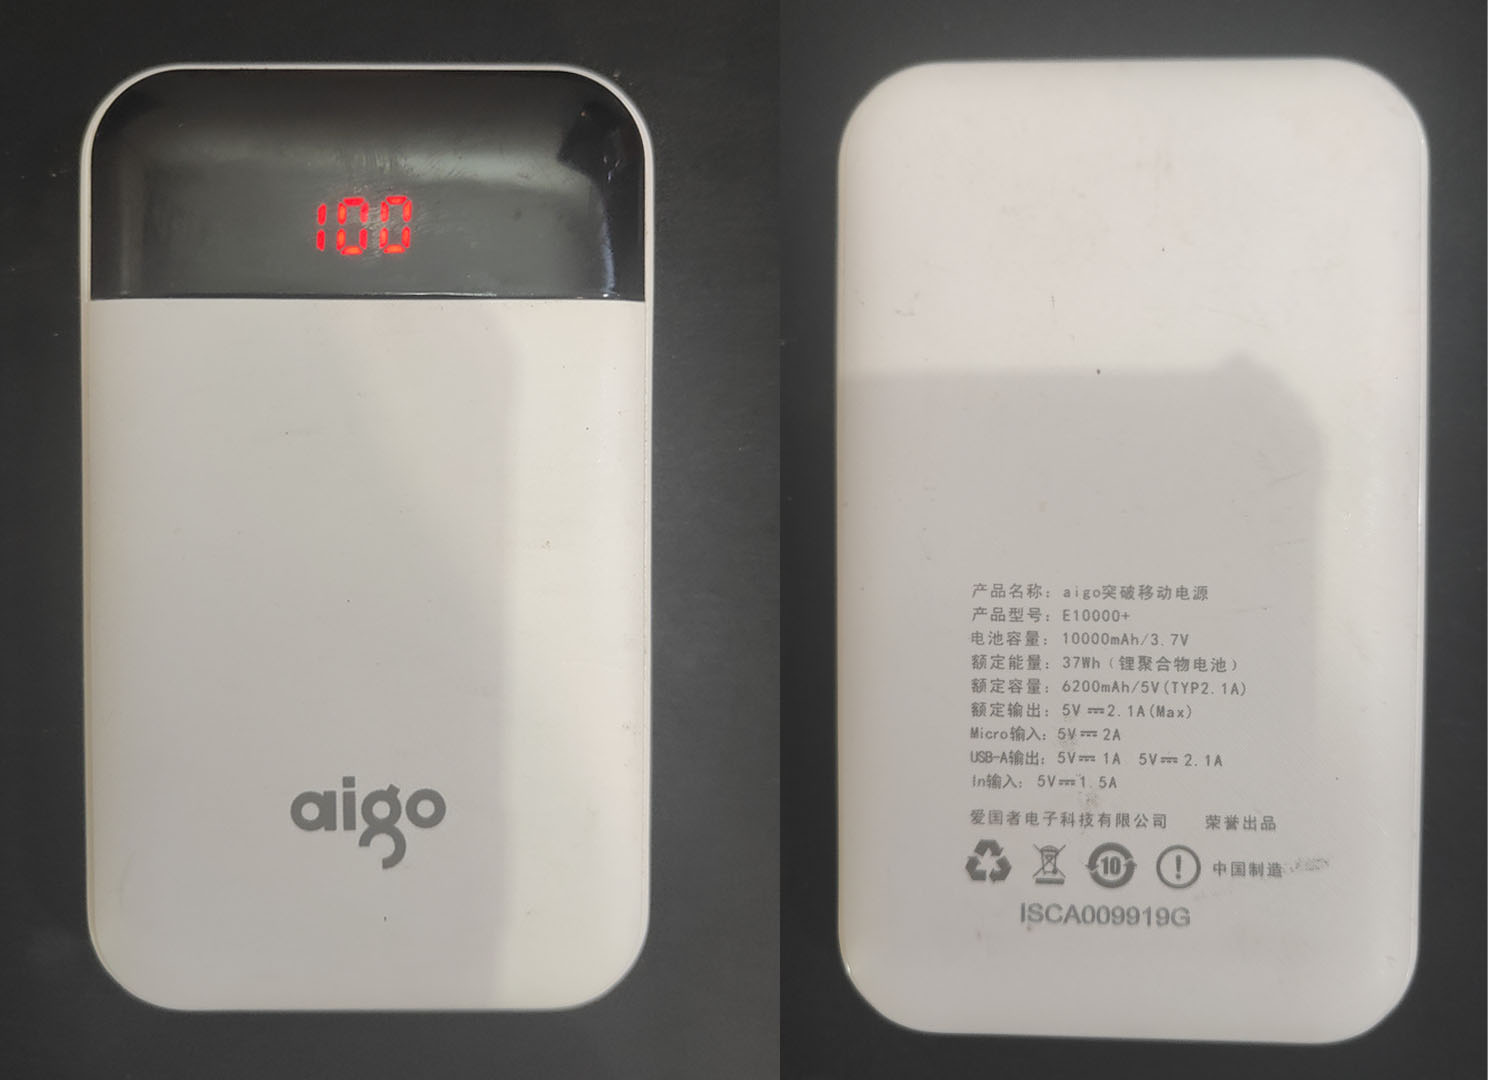 100
aigo
产品名称：aigo突破移动电源
产品型号：E10000+
电池容量：10000mAh/3.7V
额定能量：37Wh（锂聚合物电池）
额定容量：6200mAh/5V(TYP2.1A)
额定输出：5V⎓2.1A(Max)
Micro输入：5V⎓2A
USB-A输出：5V⎓1A 5V⎓2.1A
In输入：5V⎓1.5A
爱国者电子科技有限公司 荣誉出品
10 ! 中国制造
ISCA009919G